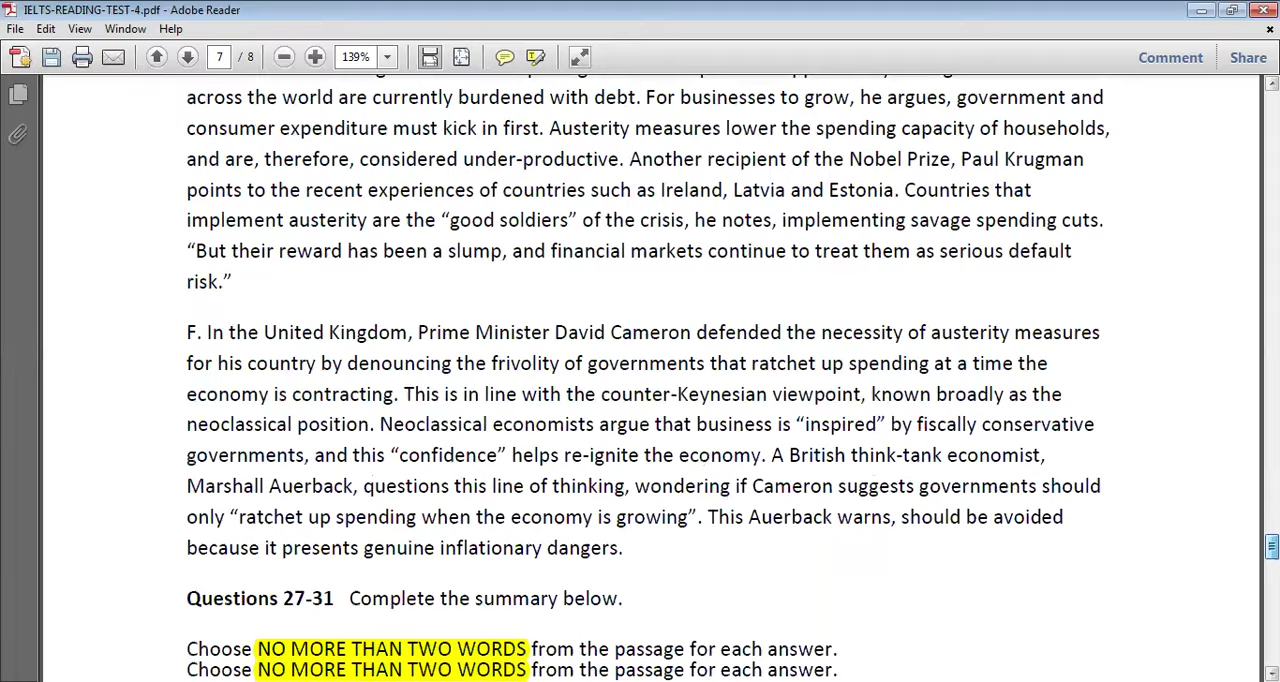 IELTS-READING-TEST-4.pdf - Adobe Reader
File Edit View Window Help
7 / 8 139% Comment Share
across the world are currently burdened with debt. For businesses to grow, he argues, government and
consumer expenditure must kick in first. Austerity measures lower the spending capacity of households,
and are, therefore, considered under-productive. Another recipient of the Nobel Prize, Paul Krugman
points to the recent experiences of countries such as Ireland, Latvia and Estonia. Countries that
implement austerity are the “good soldiers” of the crisis, he notes, implementing savage spending cuts.
“But their reward has been a slump, and financial markets continue to treat them as serious default
risk.”
F. In the United Kingdom, Prime Minister David Cameron defended the necessity of austerity measures
for his country by denouncing the frivolity of governments that ratchet up spending at a time the
economy is contracting. This is in line with the counter-Keynesian viewpoint, known broadly as the
neoclassical position. Neoclassical economists argue that business is “inspired” by fiscally conservative
governments, and this “confidence” helps re-ignite the economy. A British think-tank economist,
Marshall Auerback, questions this line of thinking, wondering if Cameron suggests governments should
only “ratchet up spending when the economy is growing”. This Auerback warns, should be avoided
because it presents genuine inflationary dangers.
Questions 27-31 Complete the summary below.
Choose NO MORE THAN TWO WORDS from the passage for each answer.
Choose NO MORE THAN TWO WORDS from the passage for each answer.